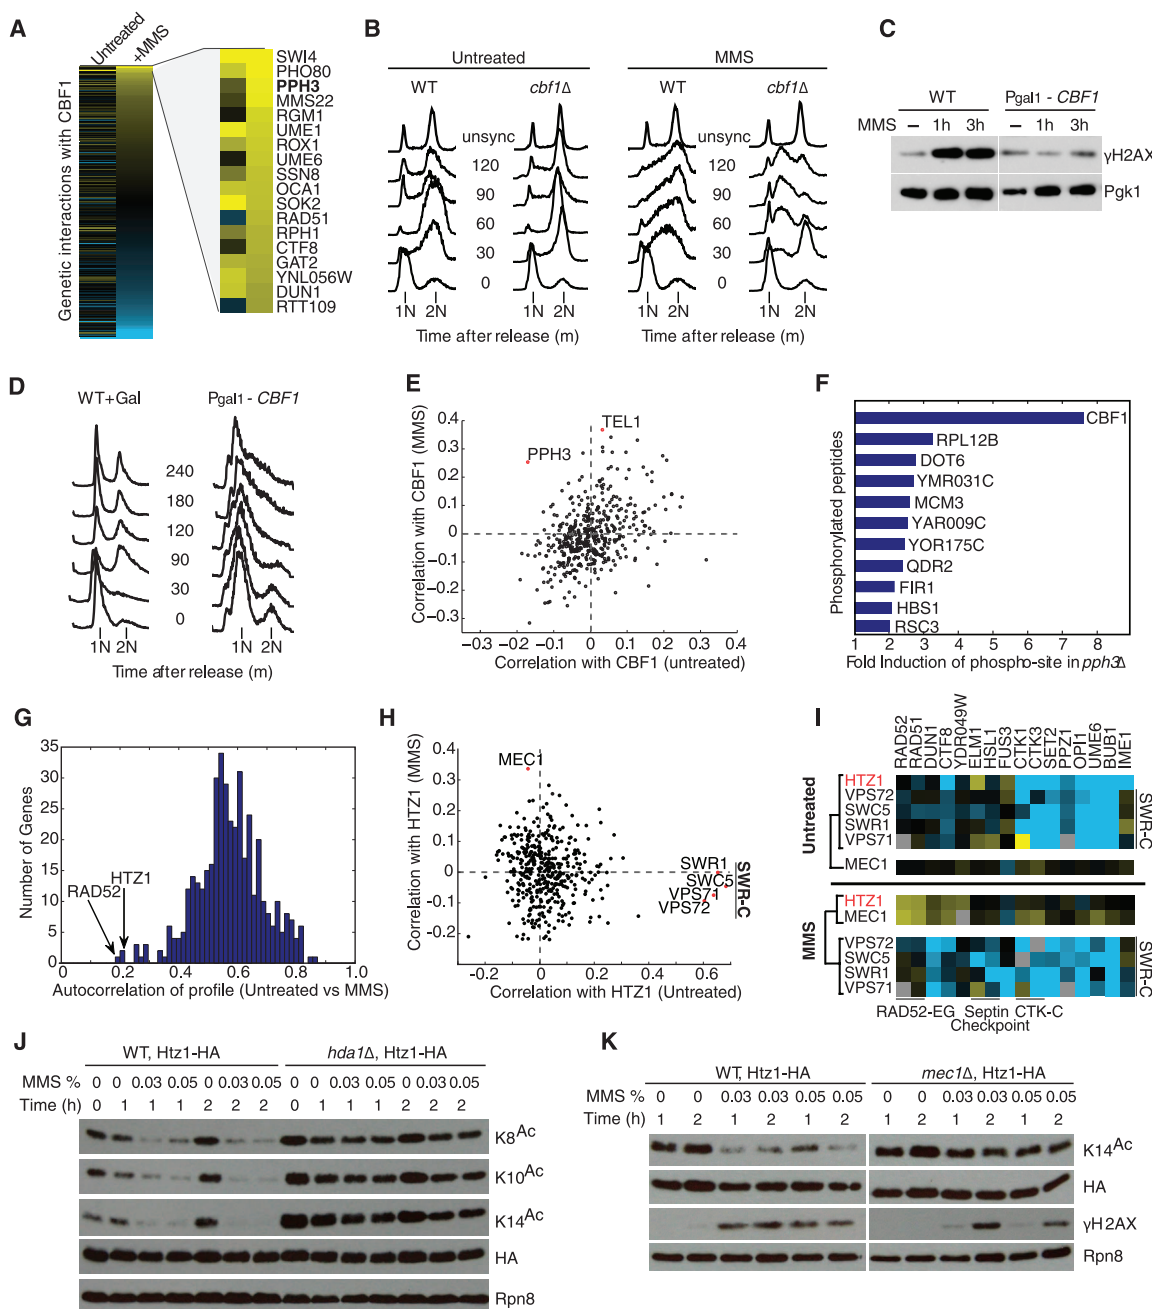 A
Untreated
+MMS
Genetic interactions with CBF1
SWI4
PHO80
PPH3
MMS22
RGM1
UME1
ROX1
UME6
SSN8
OCA1
SOK2
RAD51
RPH1
CTF8
GAT2
YNL056W
DUN1
RTT109
B
Untreated MMS
WT cbf1Δ WT cbf1Δ
unsync unsync
120 120
90 90
60 60
30 30
0 0
1N 2N 1N 2N 1N 2N 1N 2N
Time after release (m) Time after release (m)
C
WT Pgal1 - CBF1
MMS – 1h 3h – 1h 3h
γH2AX
Pgk1
D
WT+Gal Pgal1 - CBF1
240
180
120
90
30
0
1N 2N 1N 2N
Time after release (m)
E
Correlation with CBF1 (MMS)
0.4
0.3
0.2
0.1
0
−0.1
−0.2
−0.3
TEL1
PPH3
−0.3 −0.2 −0.1 0 0.1 0.2 0.3 0.4
Correlation with CBF1 (untreated)
F
Phosphorylated peptides
CBF1
RPL12B
DOT6
YMR031C
MCM3
YAR009C
YOR175C
QDR2
FIR1
HBS1
RSC3
1 2 3 4 5 6 7 8
Fold Induction of phospho-site in pph3Δ
G
Number of Genes
35
30
25
20
15
10
5
0
RAD52
HTZ1
0 0.2 0.4 0.6 0.8 1.0
Autocorrelation of profile (Untreated vs MMS)
H
Correlation with HTZ1 (MMS)
0.4
0.2
0
-0.2
MEC1
SWR1
SWC5
VPS71
VPS72
SWR-C
-0.2 0 0.2 0.4 0.6
Correlation with HTZ1 (Untreated)
I
RAD52
RAD51
DUN1
CTF8
YDR049W
ELM1
HSL1
FUS3
CTK1
CTK3
SET2
PPZ1
OPI1
UME6
BUB1
IME1
Untreated
HTZ1
VPS72
SWC5
SWR1
VPS71
SWR-C
MEC1
MMS
HTZ1
MEC1
VPS72
SWC5
SWR1
VPS71
SWR-C
RAD52-EG Septin CTK-C
Checkpoint
J
WT, Htz1-HA hda1Δ, Htz1-HA
MMS % 0 0 0.03 0.05 0 0.03 0.05 0 0 0.03 0.05 0 0.03 0.05
Time (h) 0 1 1 1 2 2 2 0 1 1 1 2 2 2
K8Ac
K10Ac
K14Ac
HA
Rpn8
K
WT, Htz1-HA mec1Δ, Htz1-HA
MMS % 0 0 0.03 0.03 0.05 0.05 0 0 0.03 0.03 0.05 0.05
Time (h) 1 2 1 2 1 2 1 2 1 2 1 2
K14Ac
HA
γH2AX
Rpn8